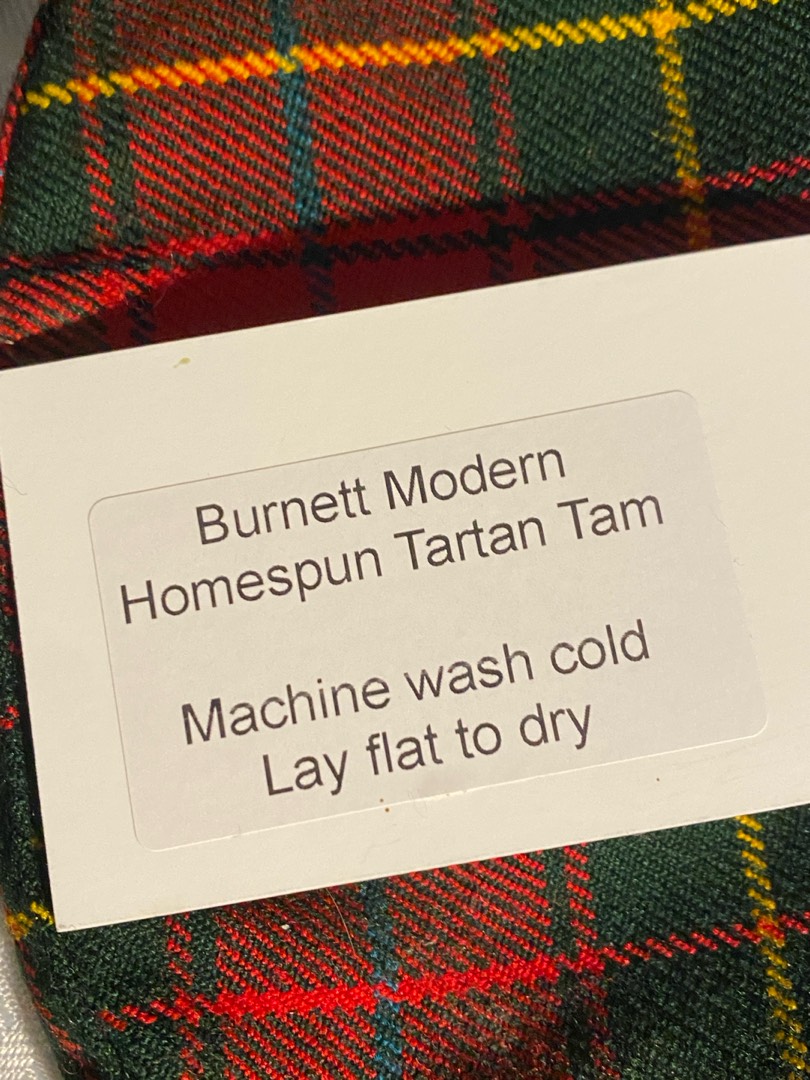 Burnett Modern
Homespun Tartan Tam
Machine wash cold
Lay flat to dry